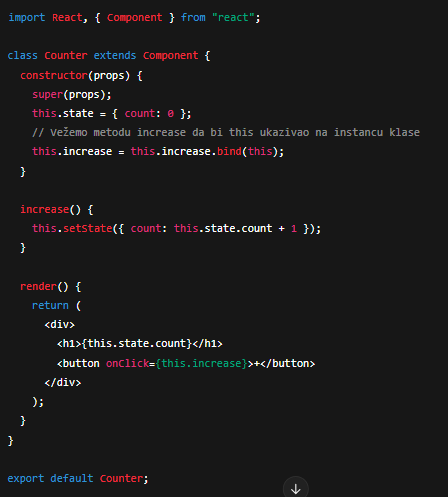 import React, { Component } from "react";
class Counter extends Component {
constructor(props) {
super(props);
this.state = { count: 0 };
// Vežemo metodu increase da bi this ukazivao na instancu klase
this.increase = this.increase.bind(this);
}
increase() {
this.setState({ count: this.state.count + 1 });
}
render() {
return (
<div>
<h1>{this.state.count}</h1>
<button onClick={this.increase}>+</button>
</div>
);
}
}
export default Counter;